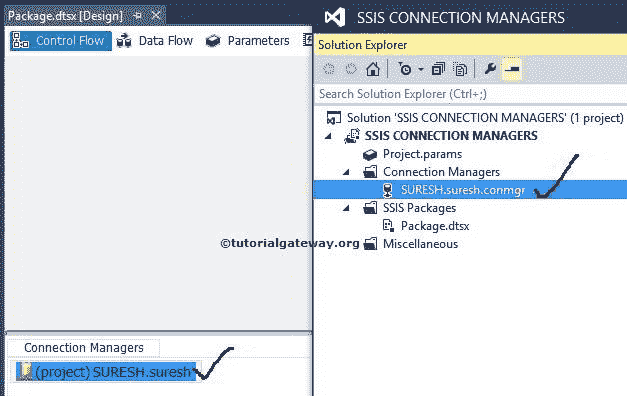 Package.dtsx [Design]
Control Flow
Data Flow
Parameters
SSIS CONNECTION MANAGERS
Solution Explorer
Search Solution Explorer (Ctrl+;)
Solution 'SSIS CONNECTION MANAGERS' (1 project)
SSIS CONNECTION MANAGERS
Project.params
Connection Managers
SURESH.suresh.conmgr
SSIS Packages
Package.dtsx
Miscellaneous
©tutorialgateway.org
Connection Managers
(project) SURESH.suresh